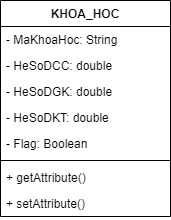 KHOA_HOC
- MaKhoaHoc: String
- HeSoDCC: double
- HeSoDGK: double
- HeSoDKT: double
- Flag: Boolean
+ getAttribute()
+ setAttribute()